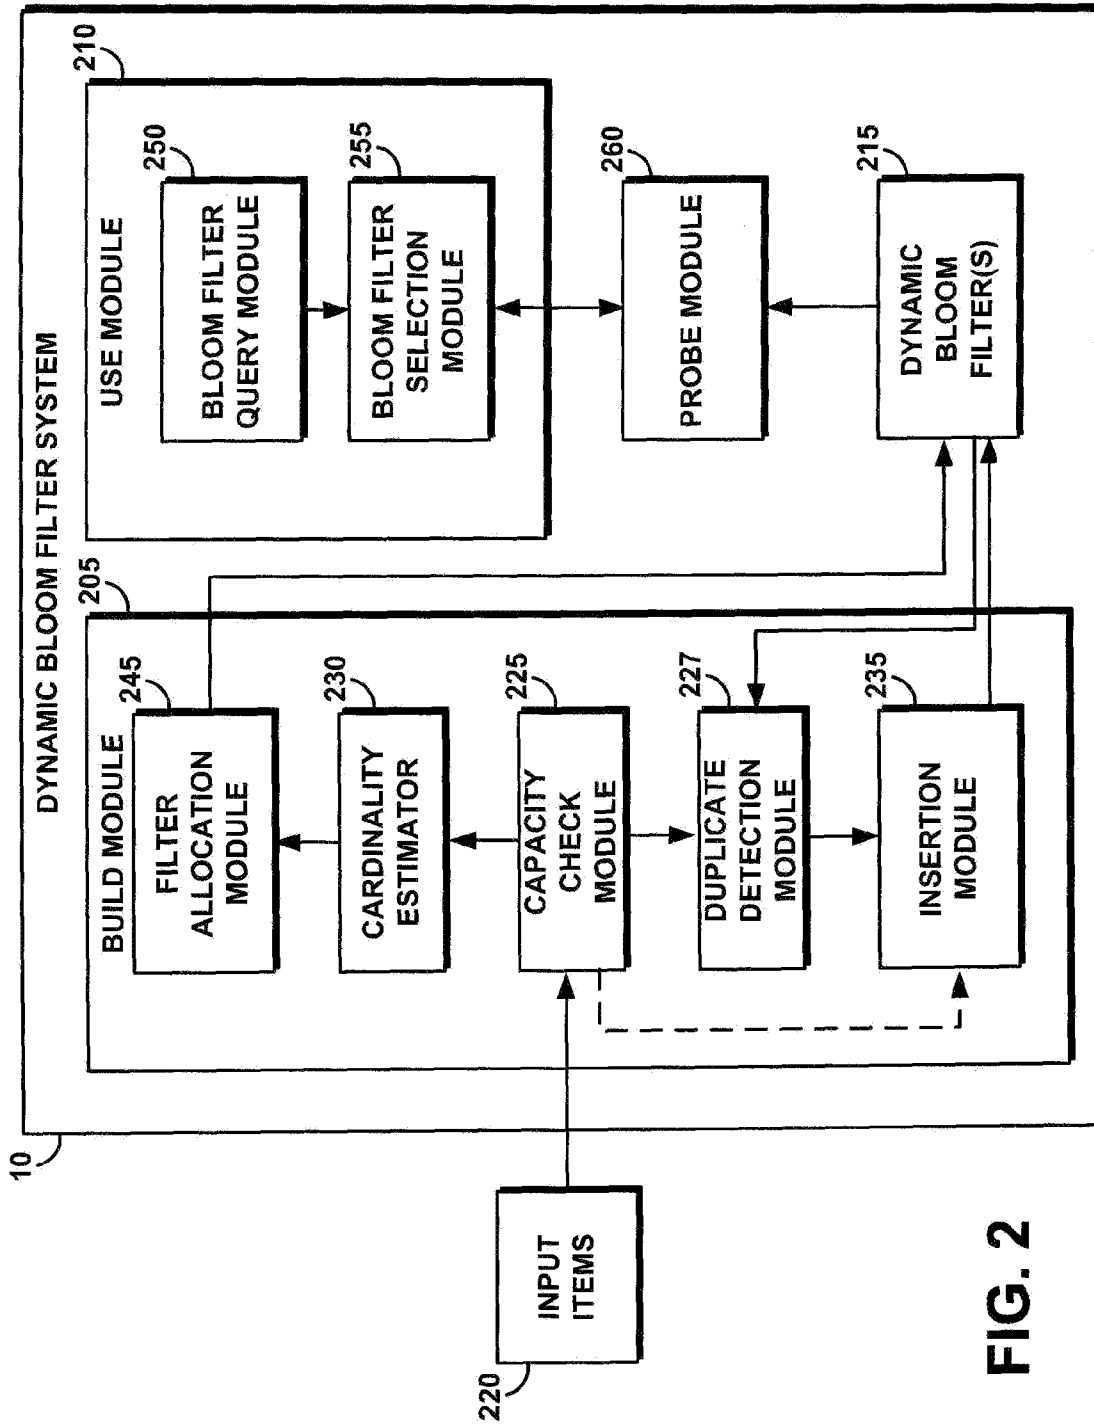 DYNAMIC BLOOM FILTER SYSTEM
10
BUILD MODULE
205
FILTER
ALLOCATION
MODULE
245
CARDINALITY
ESTIMATOR
230
CAPACITY
CHECK
MODULE
225
DUPLICATE
DETECTION
MODULE
227
INSERTION
MODULE
235
INPUT
ITEMS
220
USE MODULE
210
BLOOM FILTER
QUERY MODULE
250
BLOOM FILTER
SELECTION
MODULE
255
PROBE MODULE
260
DYNAMIC
BLOOM
FILTER(S)
215
FIG. 2